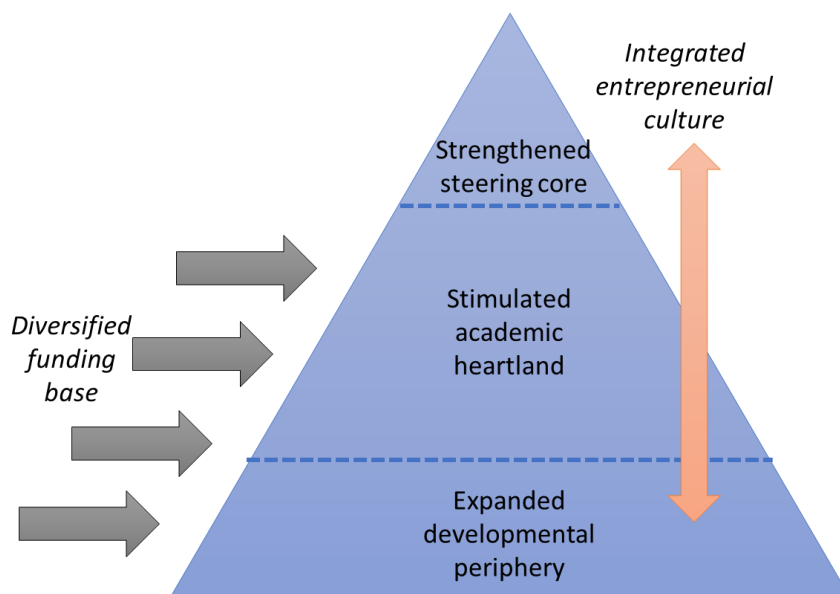 Integrated
entrepreneurial
culture
Strengthened
steering core
Stimulated
academic
heartland
Diversified
funding
base
Expanded
developmental
periphery